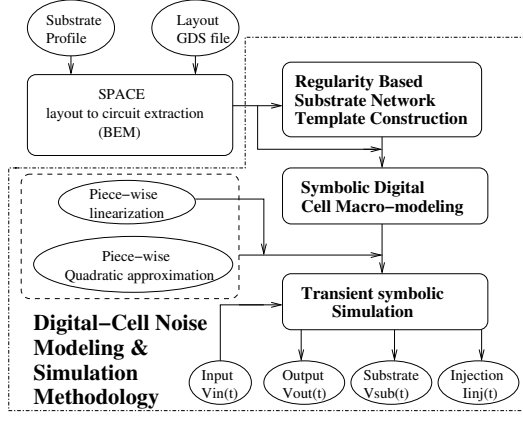 Substrate
Profile
Layout
GDS file
SPACE
layout to circuit extraction
(BEM)
Regularity Based
Substrate Network
Template Construction
Symbolic Digital
Cell Macro-modeling
Piece-wise
linearization
Piece-wise
Quadratic approximation
Transient symbolic
Simulation
Digital-Cell Noise
Modeling &
Simulation
Methodology
Input
Vin(t)
Output
Vout(t)
Substrate
Vsub(t)
Injection
Iinj(t)